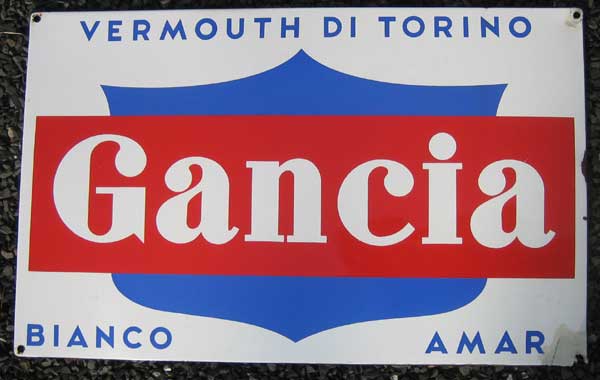 VERMOUTH DI TORINO
Gancia
BIANCO AMAR